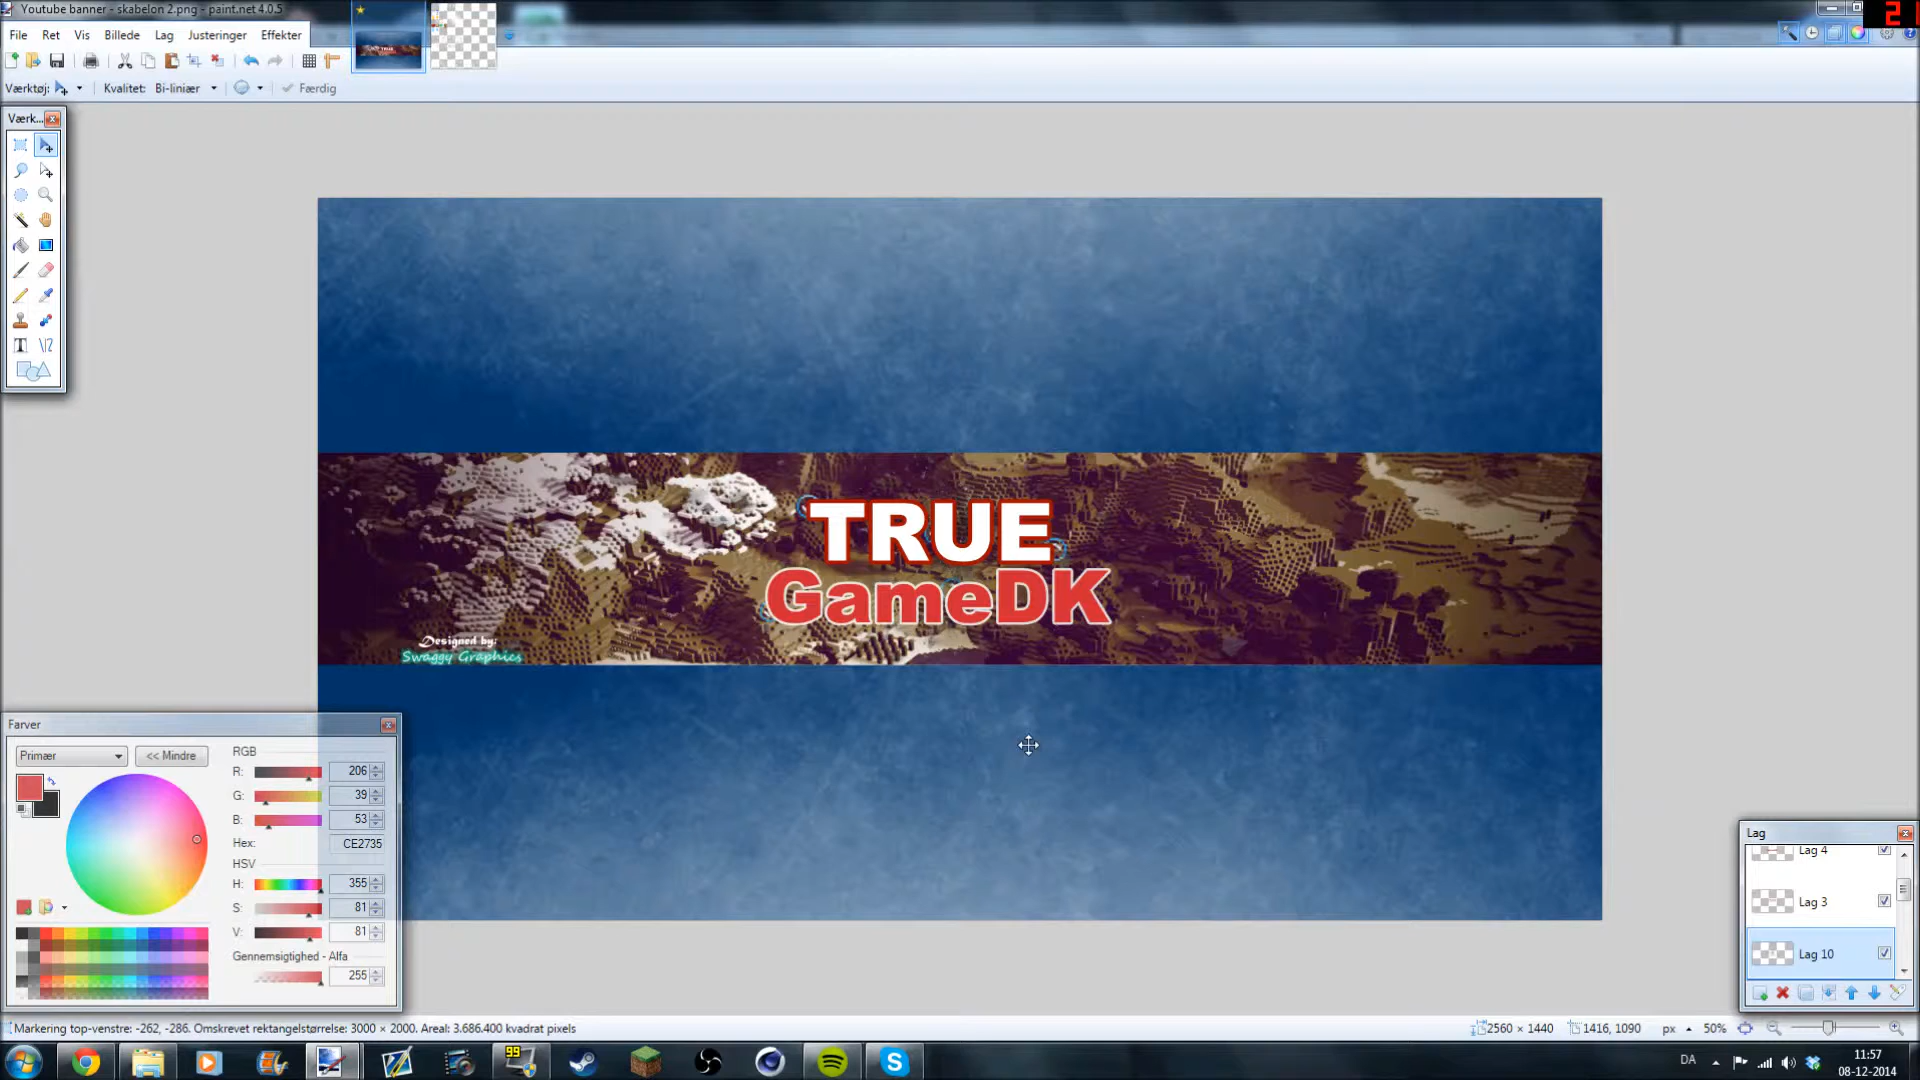 Youtube banner - skabelon 2.png - paint.net 4.0.5
File Ret Vis Billede Lag Justeringer Effekter
Værktøj: Kvalitet: Bi-liniær Færdig
Værk...
TRUE
GameDK
Designed by:
Swaggy Graphics
Farver
Primær << Mindre
RGB
R: 206
G: 39
B: 53
Hex: CE2735
HSV
H: 355
S: 81
V: 81
Gennemsigtighed - Alfa
255
Lag
Lag 4
Lag 3
Lag 10
Markering top-venstre: -262, -286. Omskrevet rektangelstørrelse: 3000 × 2000. Areal: 3.686.400 kvadrat pixels
2560 × 1440 1416, 1090 px 50%
99
DA
11:57
08-12-2014